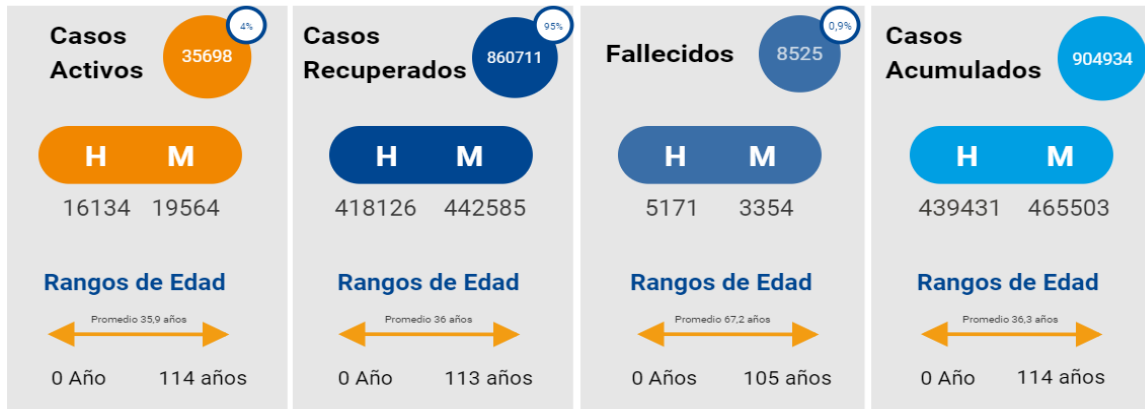 Casos
Activos
35698
4%
H M
16134 19564
Rangos de Edad
Promedio 35,9 años
0 Año 114 años
Casos
Recuperados
860711
95%
H M
418126 442585
Rangos de Edad
Promedio 36 años
0 Año 113 años
Fallecidos
8525
0,9%
H M
5171 3354
Rangos de Edad
Promedio 67,2 años
0 Años 105 años
Casos
Acumulados
904934
H M
439431 465503
Rangos de Edad
Promedio 36,3 años
0 Año 114 años